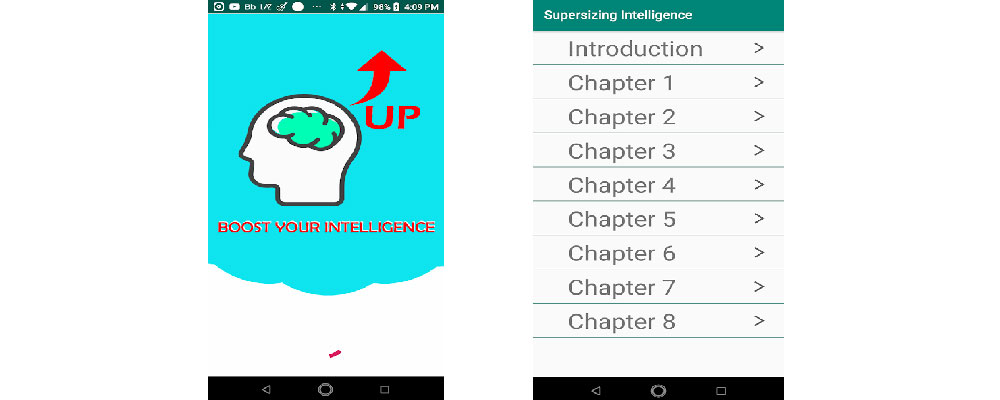 98% 4:09 PM
UP
BOOST YOUR INTELLIGENCE
Supersizing Intelligence
Introduction >
Chapter 1 >
Chapter 2 >
Chapter 3 >
Chapter 4 >
Chapter 5 >
Chapter 6 >
Chapter 7 >
Chapter 8 >